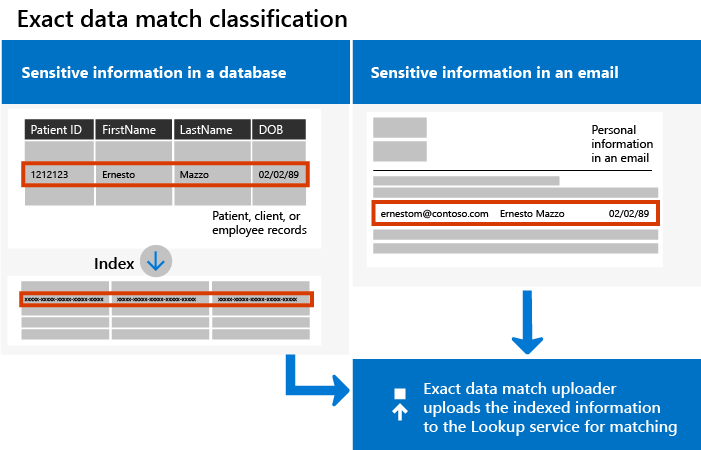 Exact data match classification
Sensitive information in a database
Patient ID FirstName LastName DOB
1212123 Ernesto Mazzo 02/02/89
Patient, client, or
employee records
Index
xxxxx-xxxxx-xxxxx-xxxxx-xxxxx xxxxx-xxxxx-xxxxx-xxxxx-xxxxx xxxxx-xxxxx-xxxxx-xxxxx-xxxxx
Sensitive information in an email
Personal
information
in an email
ernestom@contoso.com Ernesto Mazzo 02/02/89
Exact data match uploader
uploads the indexed information
to the Lookup service for matching